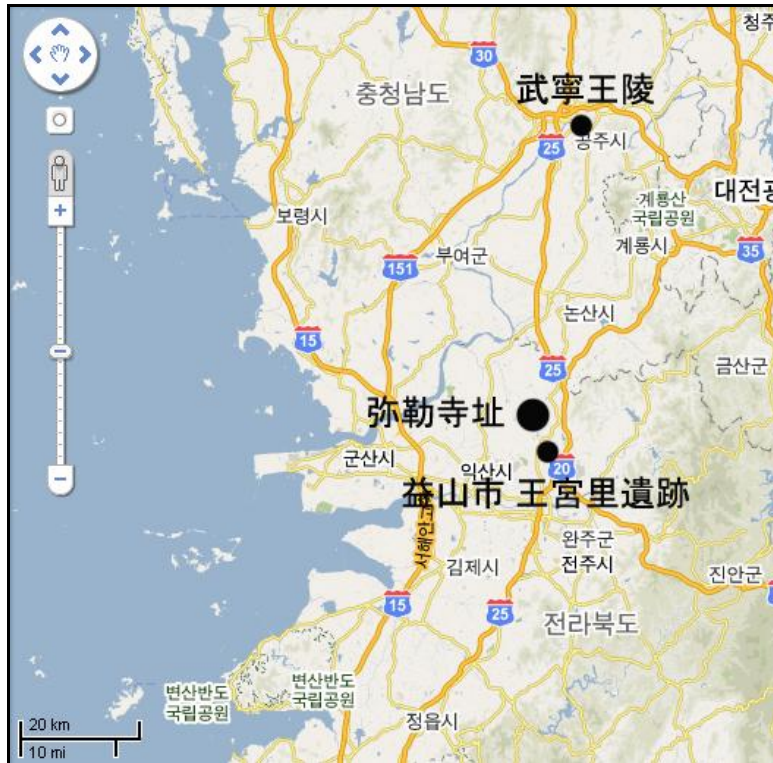 청주
30
충청남도
武寧王陵
25
공주시
계룡산
국립공원
대전광
보령시
계룡시
151
부여군
35
논산시
15
25
금산군
弥勒寺址
군산시
익산시
20
益山市 王宮里遺跡
서해안고
완주군
김제시
전주시
진안군
15
25
전라북도
변산반도
국립공원
변산반도
국립공원
정읍시
20 km
10 mi